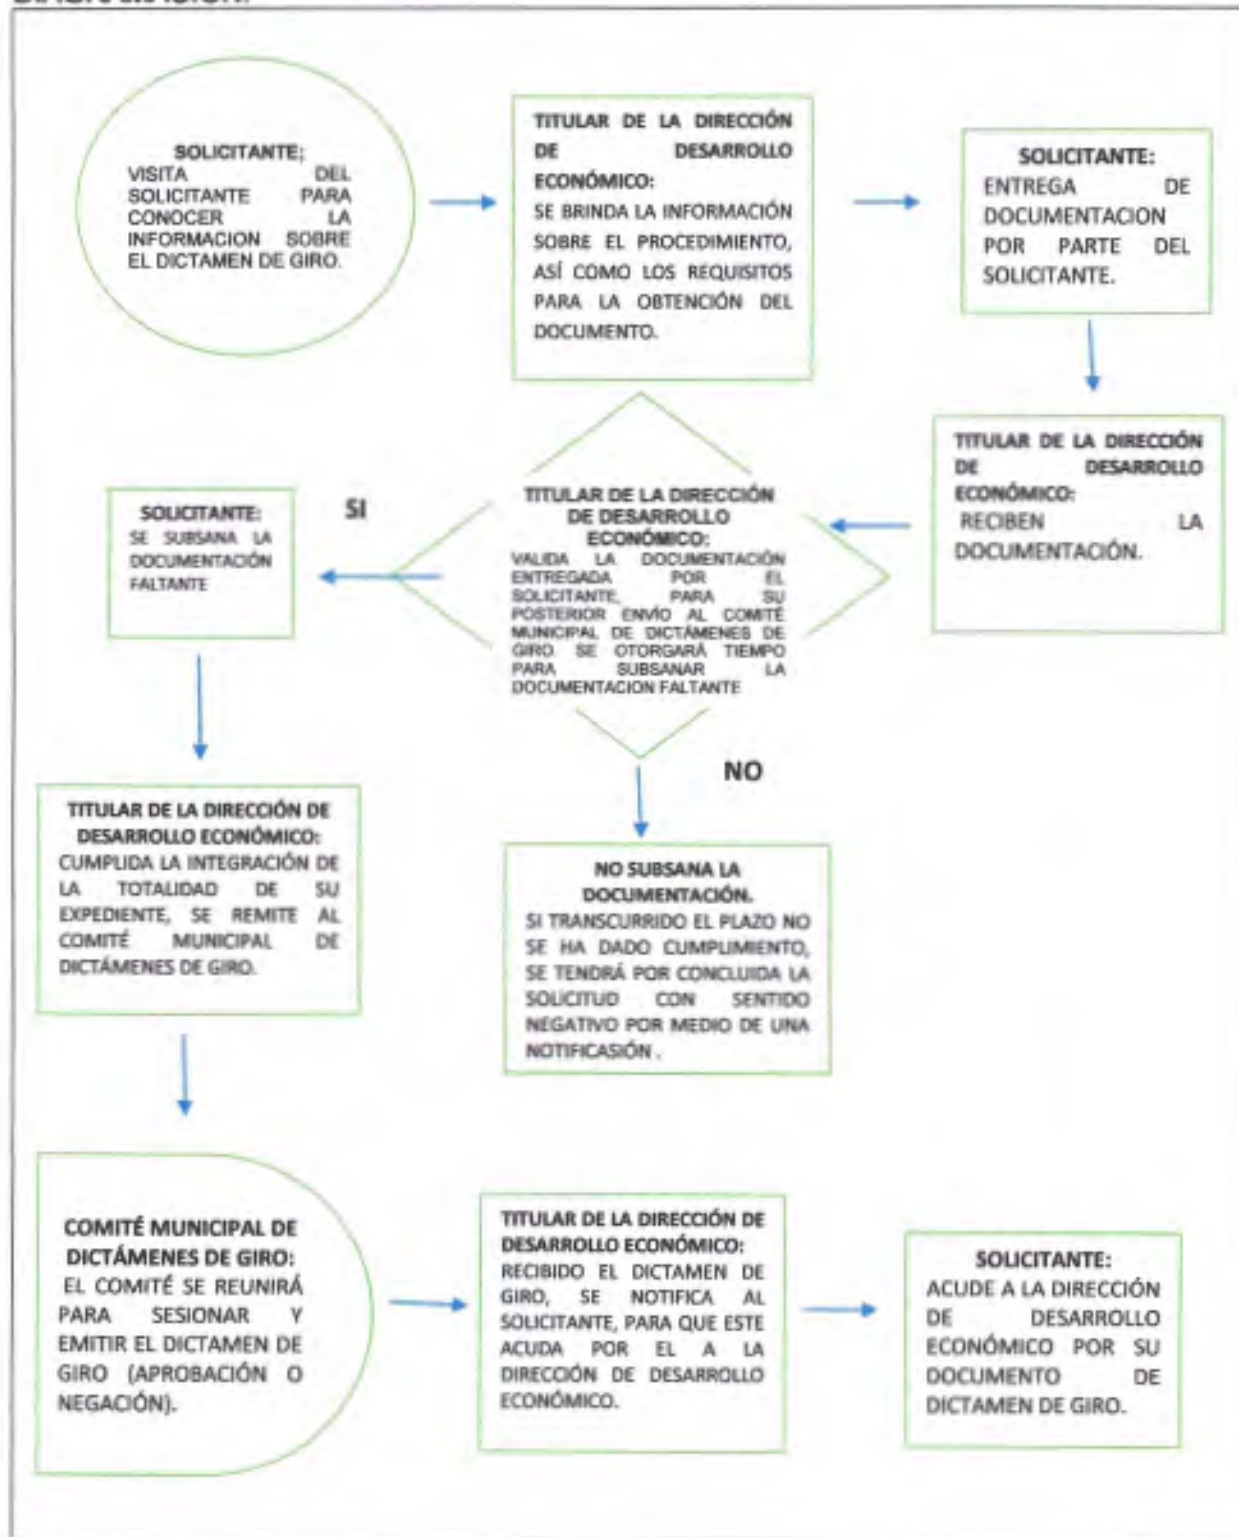 SOLICITANTE;
VISITA DEL
SOLICITANTE PARA
CONOCER LA
INFORMACION SOBRE
EL DICTAMEN DE GIRO.
TITULAR DE LA DIRECCIÓN
DE DESARROLLO
ECONÓMICO:
SE BRINDA LA INFORMACIÓN
SOBRE EL PROCEDIMIENTO,
ASÍ COMO LOS REQUISITOS
PARA LA OBTENCIÓN DEL
DOCUMENTO.
SOLICITANTE:
ENTREGA DE
DOCUMENTACION
POR PARTE DEL
SOLICITANTE.
TITULAR DE LA DIRECCIÓN
DE DESARROLLO
ECONÓMICO:
RECIBEN LA
DOCUMENTACIÓN.
TITULAR DE LA DIRECCIÓN
DE DESARROLLO
ECONÓMICO:
VALIDA LA DOCUMENTACIÓN
ENTREGADA POR EL
SOLICITANTE, PARA SU
POSTERIOR ENVÍO AL COMITÉ
MUNICIPAL DE DICTÁMENES DE
GIRO. SE OTORGARÁ TIEMPO
PARA SUBSANAR LA
DOCUMENTACION FALTANTE
SI
SOLICITANTE:
SE SUBSANA LA
DOCUMENTACIÓN
FALTANTE
NO
NO SUBSANA LA
DOCUMENTACIÓN.
SI TRANSCURRIDO EL PLAZO NO
SE HA DADO CUMPLIMIENTO,
SE TENDRÁ POR CONCLUIDA LA
SOLICITUD CON SENTIDO
NEGATIVO POR MEDIO DE UNA
NOTIFICASIÓN .
TITULAR DE LA DIRECCIÓN DE
DESARROLLO ECONÓMICO:
CUMPLIDA LA INTEGRACIÓN DE
LA TOTALIDAD DE SU
EXPEDIENTE, SE REMITE AL
COMITÉ MUNICIPAL DE
DICTÁMENES DE GIRO.
COMITÉ MUNICIPAL DE
DICTÁMENES DE GIRO:
EL COMITÉ SE REUNIRÁ
PARA SESIONAR Y
EMITIR EL DICTAMEN DE
GIRO (APROBACIÓN O
NEGACIÓN).
TITULAR DE LA DIRECCIÓN DE
DESARROLLO ECONÓMICO:
RECIBIDO EL DICTAMEN DE
GIRO, SE NOTIFICA AL
SOLICITANTE, PARA QUE ESTE
ACUDA POR EL A LA
DIRECCIÓN DE DESARROLLO
ECONÓMICO.
SOLICITANTE:
ACUDE A LA DIRECCIÓN
DE DESARROLLO
ECONÓMICO POR SU
DOCUMENTO DE
DICTAMEN DE GIRO.